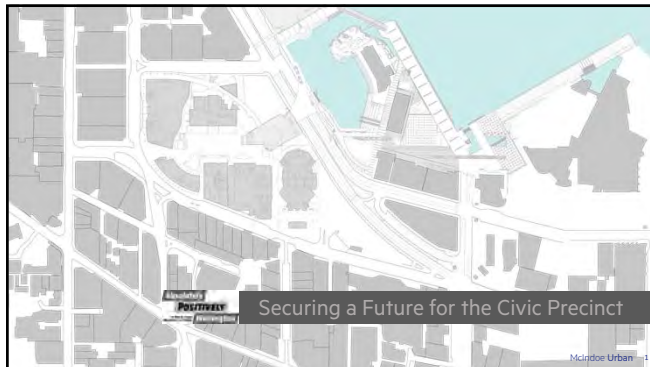 Absolutely
POSITIVELY
Wellington
Securing a Future for the Civic Precinct
McIndoe Urban 1